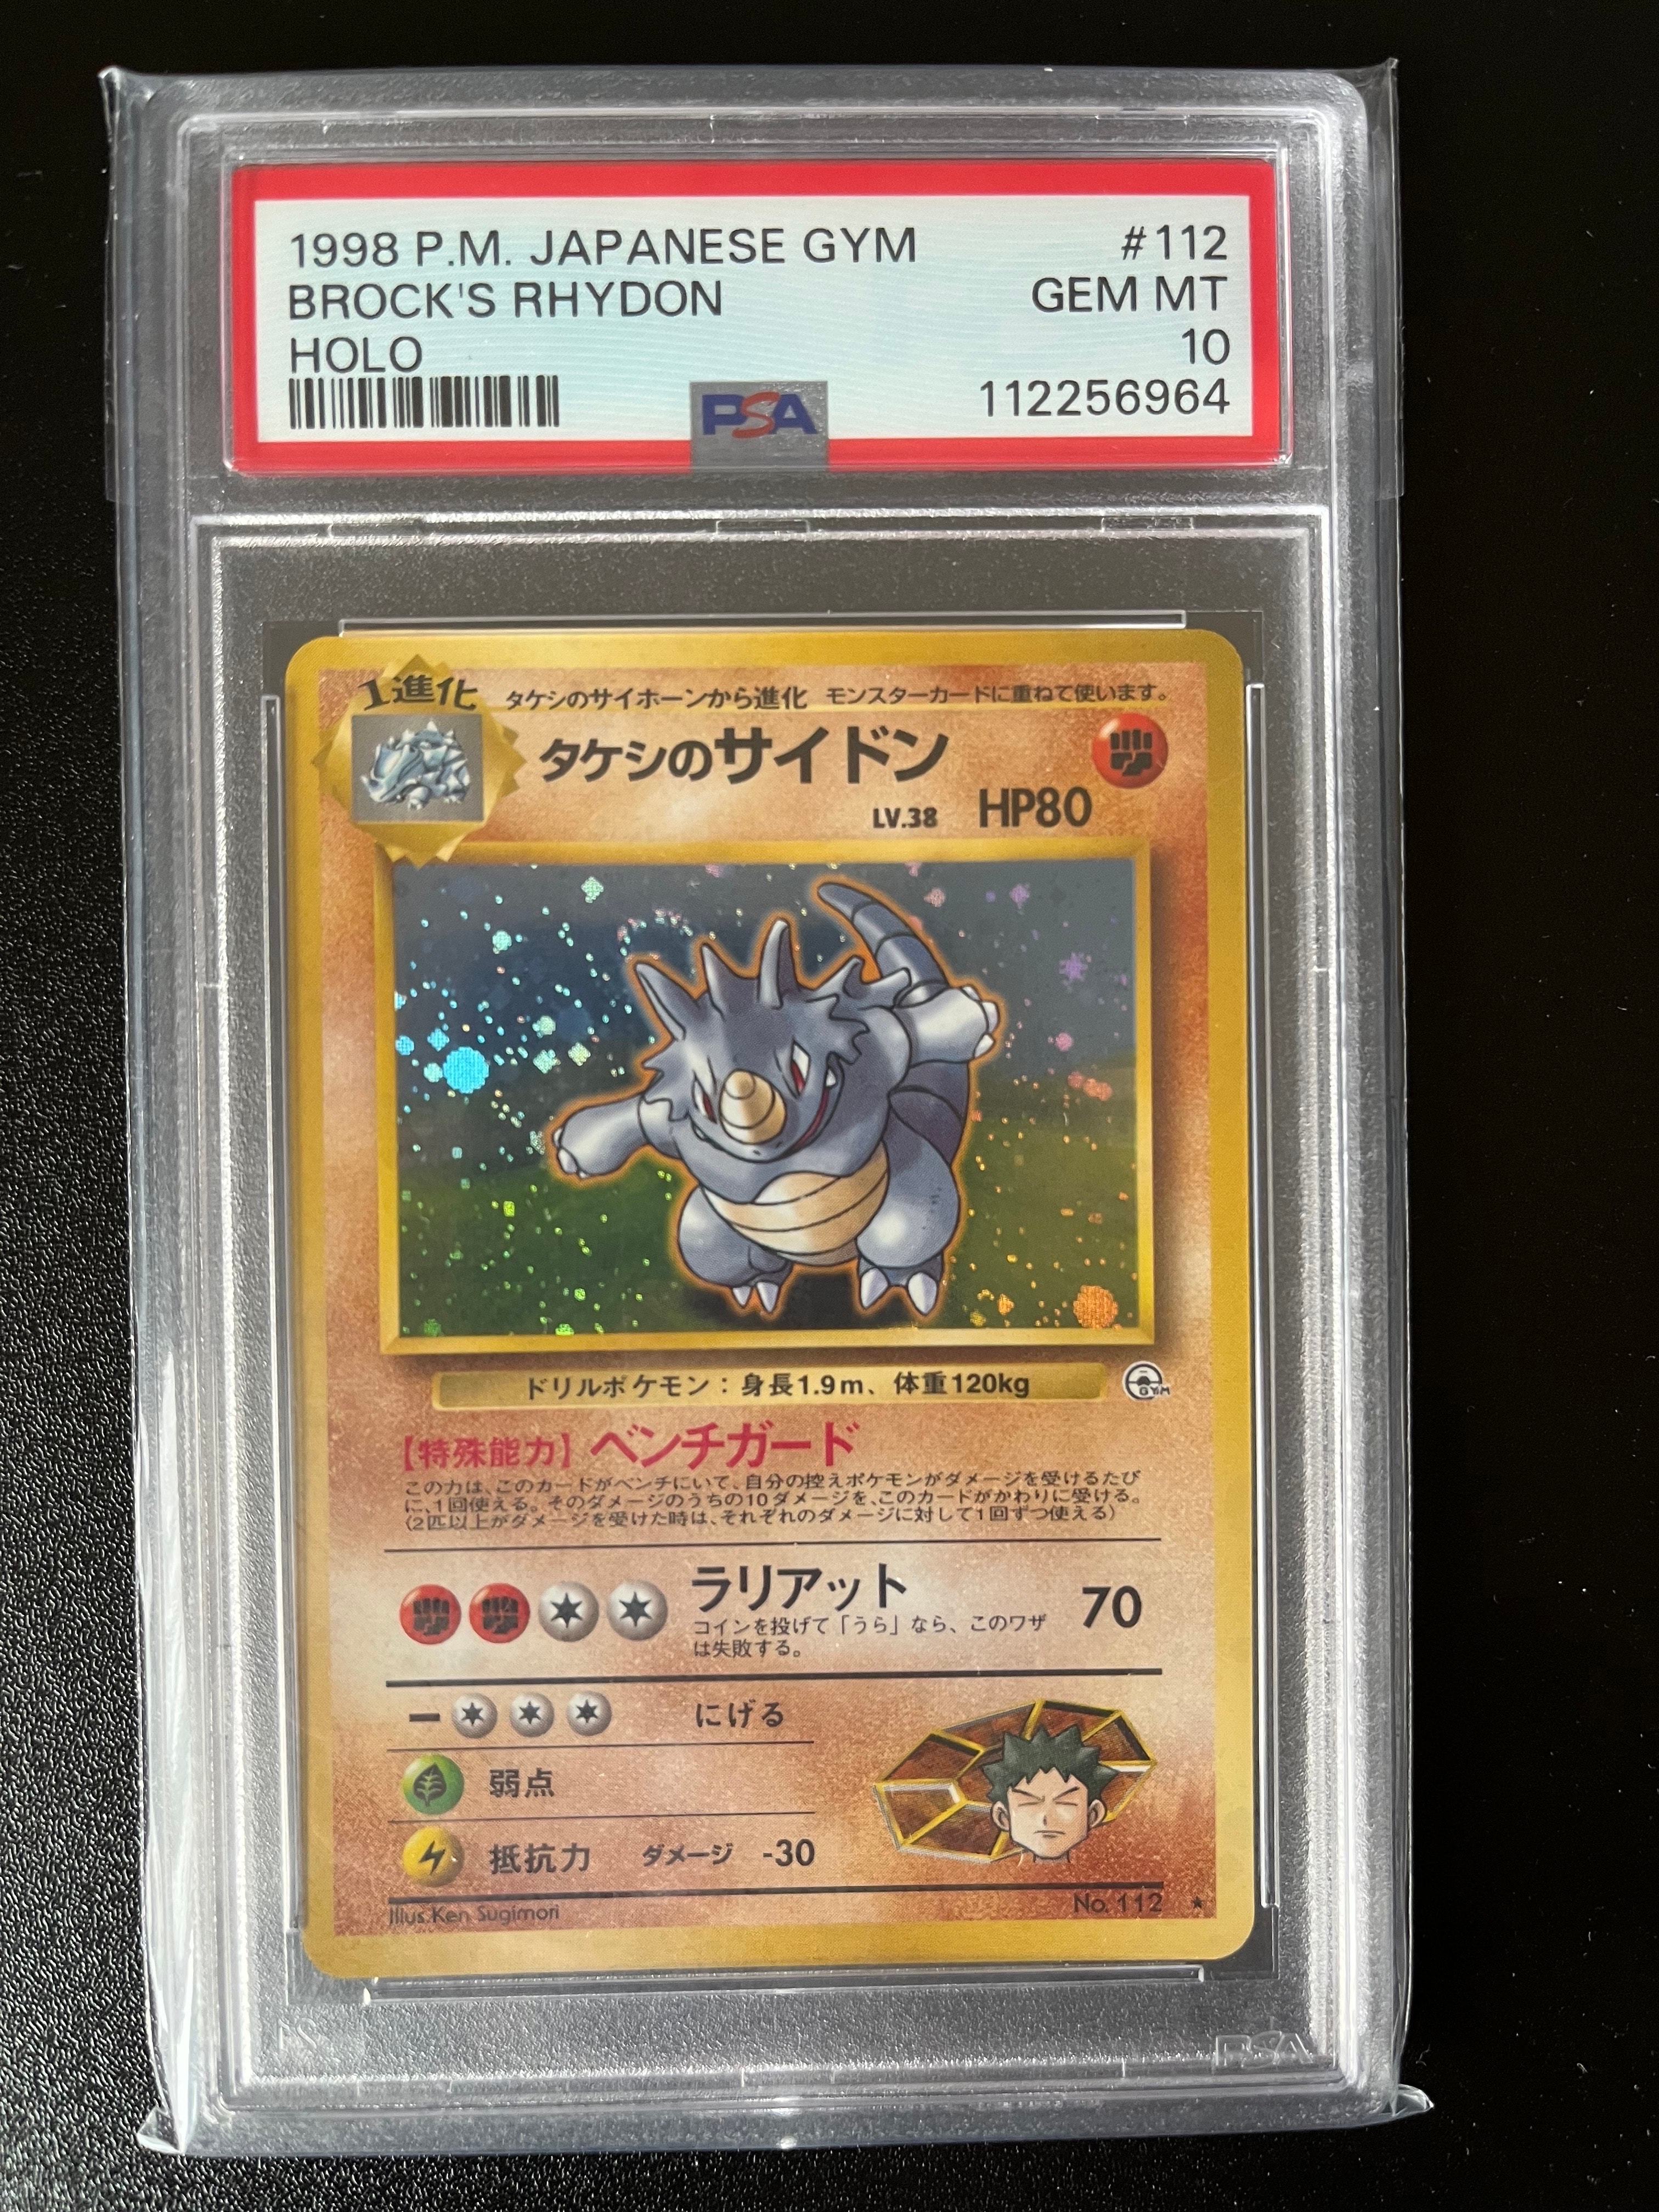 1998 P.M. JAPANESE GYM #112
BROCK'S RHYDON GEM MT
HOLO 10
PSA 112256964
1進化 タケシのサイホーンから進化 モンスターカードに重ねて使います。
タケシのサイドン
LV.38 HP80
ドリルポケモン：身長1.9m、体重120kg
GYM
【特殊能力】ベンチガード
この力は、このカードがベンチにいて、自分の控えポケモンがダメージを受けるたび
に、1回使える。そのダメージのうちの10ダメージを、このカードがかわりに受ける。
(2匹以上がダメージを受けた時は、それぞれのダメージに対して1回ずつ使える)
ラリアット 70
コインを投げて「うら」なら、このワザ
は失敗する。
ー にげる
弱点
抵抗力 ダメージ -30
Illus.Ken Sugimori No.112 ★
PSA